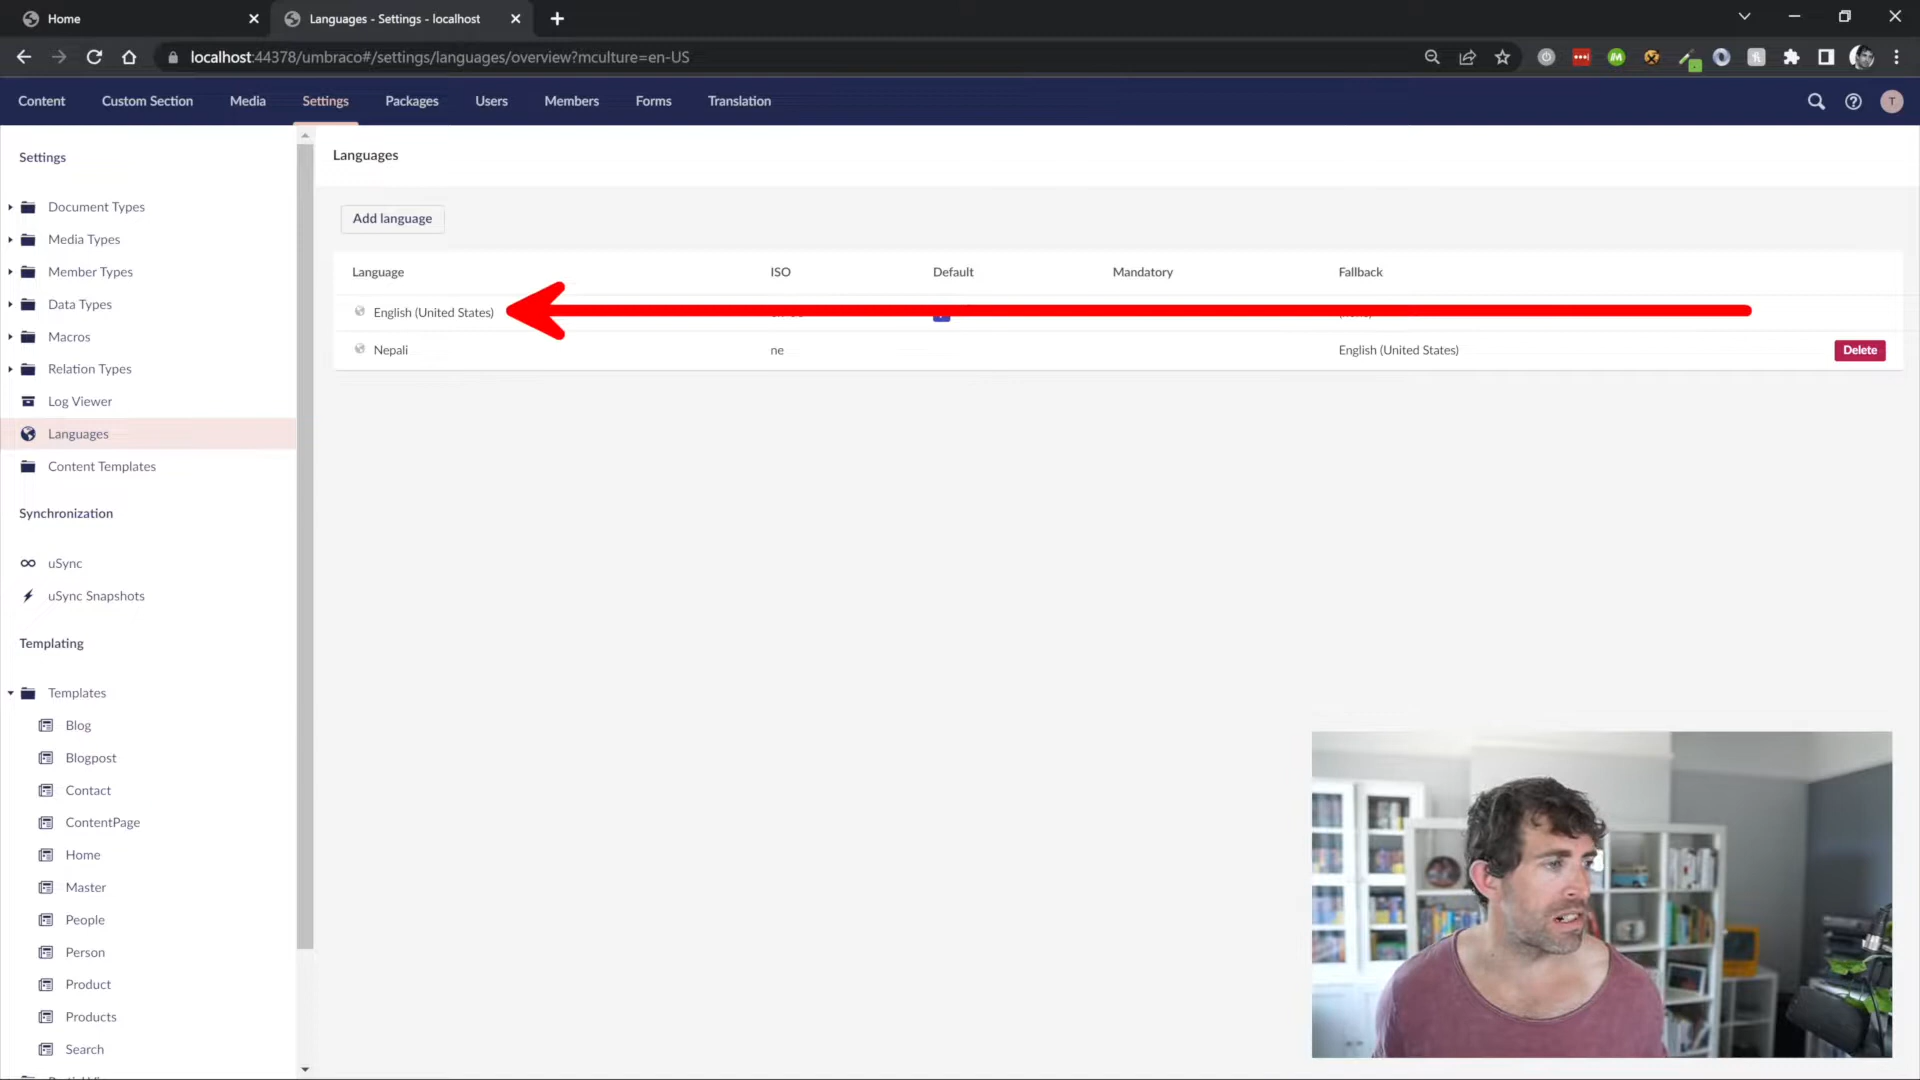 Home
Languages - Settings - localhost
localhost:44378/umbraco#/settings/languages/overview?mculture=en-US
Content Custom Section Media Settings Packages Users Members Forms Translation
T
Settings
Document Types
Media Types
Member Types
Data Types
Macros
Relation Types
Log Viewer
Languages
Content Templates
Synchronization
uSync
uSync Snapshots
Templating
Templates
Blog
Blogpost
Contact
ContentPage
Home
Master
People
Person
Product
Products
Search
Languages
Add language
Language ISO Default Mandatory Fallback
English (United States)
Nepali ne English (United States) Delete